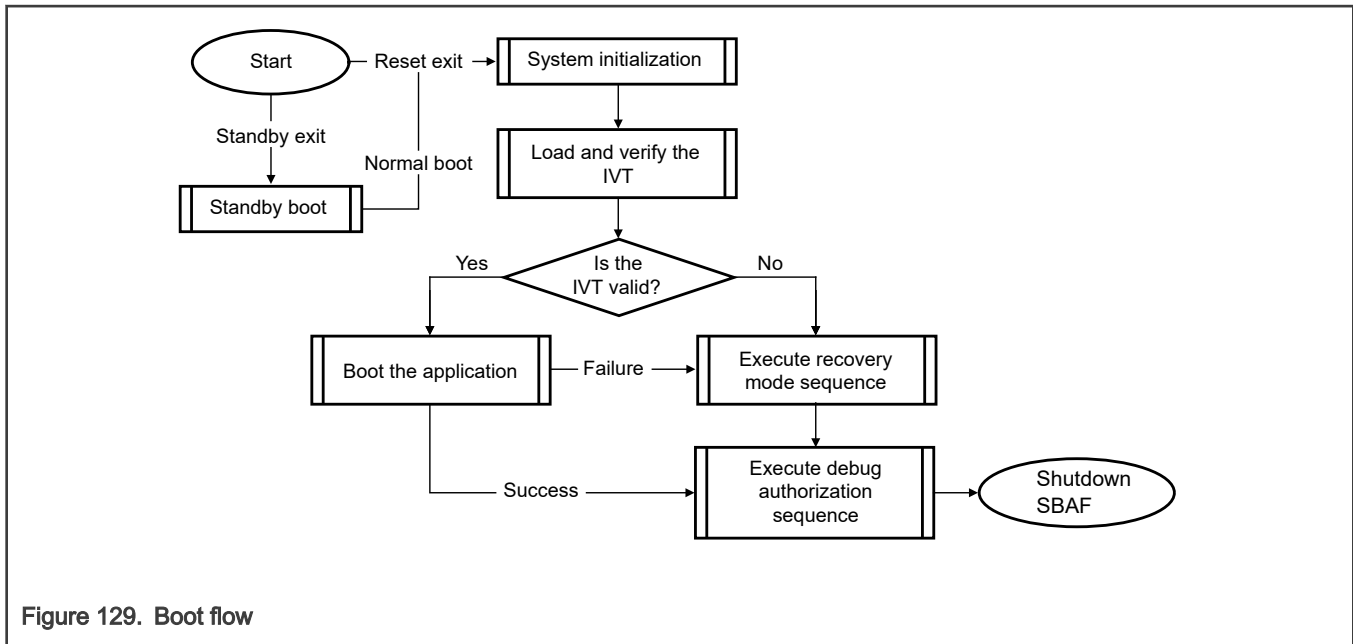 Start
Reset exit
System initialization
Standby exit
Normal boot
Standby boot
Load and verify the
IVT
Is the
IVT valid?
Yes
No
Boot the application
Failure
Execute recovery
mode sequence
Success
Execute debug
authorization
sequence
Shutdown
SBAF
Figure 129. Boot flow